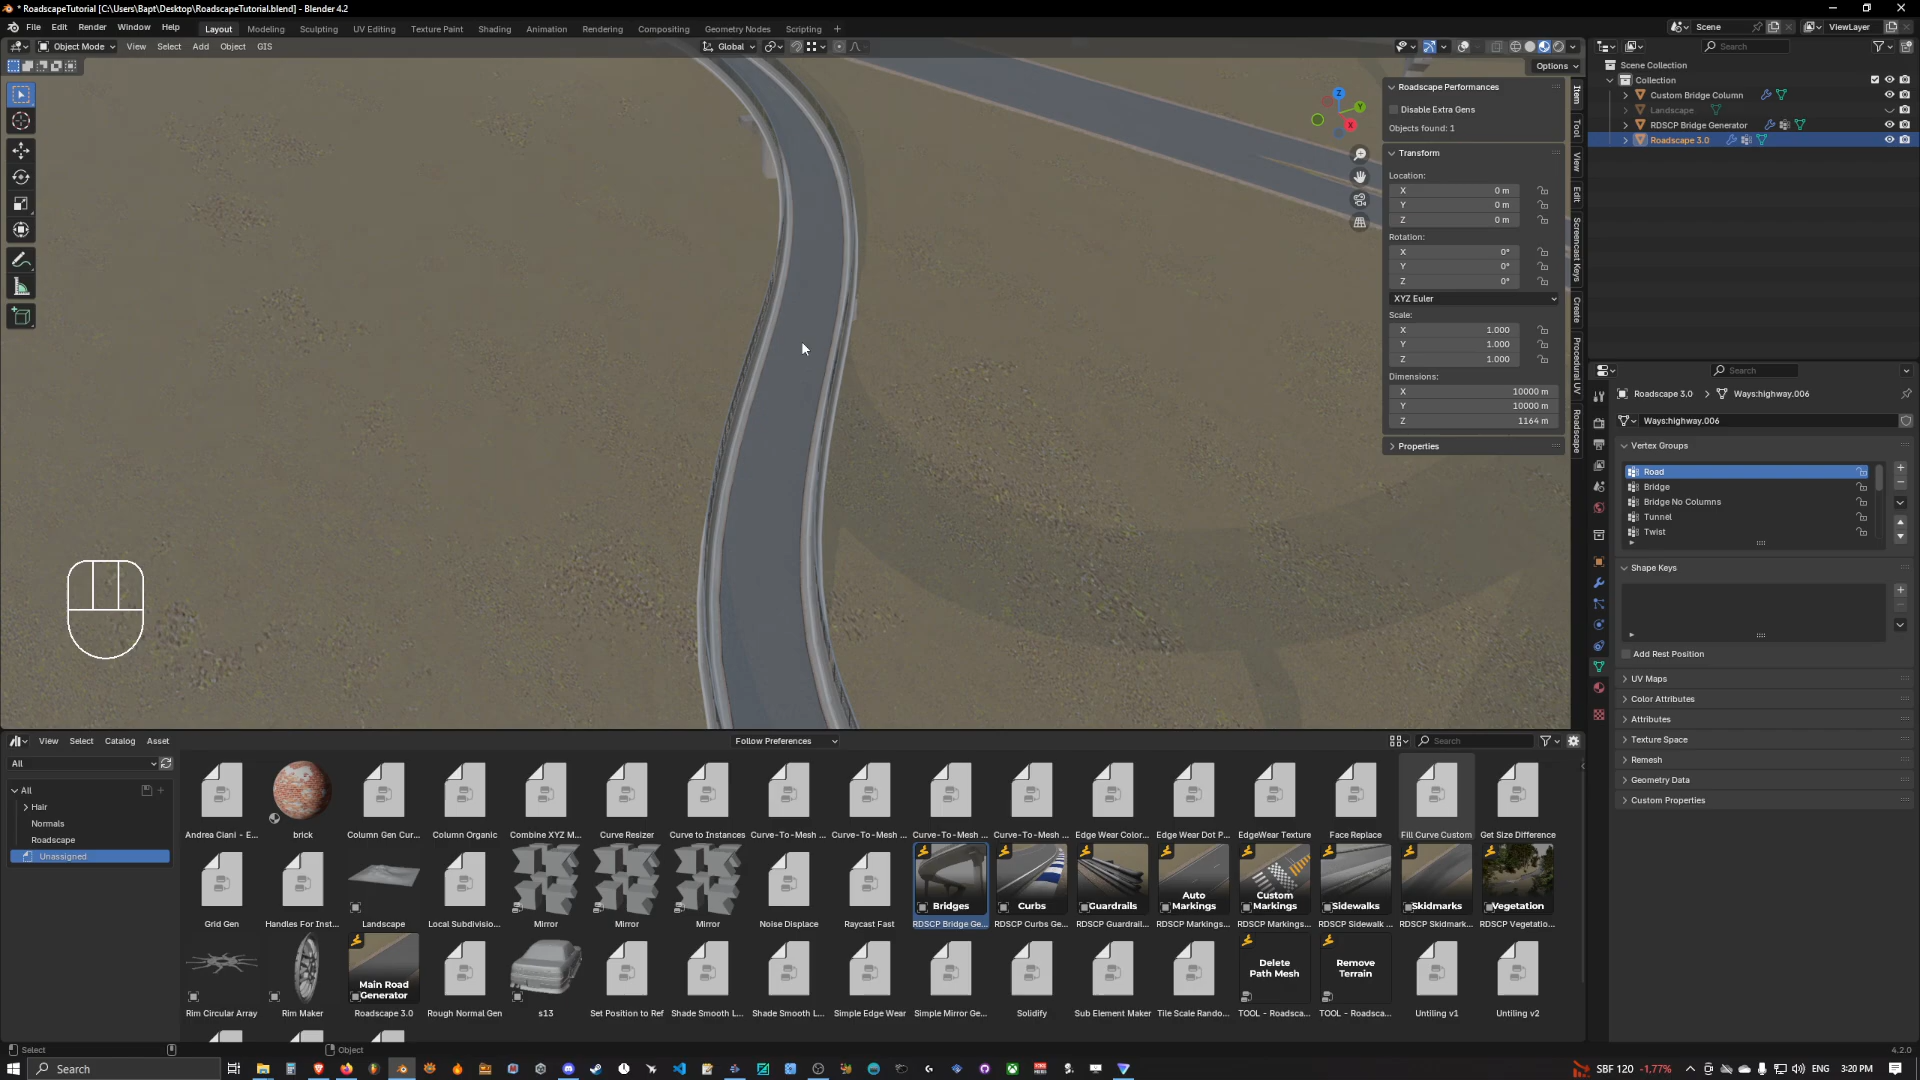 * RoadscapeTutorial [C:\Users\Bapt\Desktop\RoadscapeTutorial.blend] - Blender 4.2
File Edit Render Window Help Layout Modeling Sculpting UV Editing Texture Paint Shading Animation Rendering Compositing Geometry Nodes Scripting + Scene ViewLayer
Object Mode View Select Add Object GIS Global Search
Options
Scene Collection
Collection
Custom Bridge Column
Landscape
RDSCP Bridge Generator
Roadscape 3.0
Roadscape Performances
Disable Extra Gens
Objects found: 1
Transform
Location:
X 0 m
Y 0 m
Z 0 m
Rotation:
X 0°
Y 0°
Z 0°
XYZ Euler
Scale:
X 1.000
Y 1.000
Z 1.000
Dimensions:
X 10000 m
Y 10000 m
Z 1164 m
Properties
Item
Tool
View
Edit
Screencast Keys
Create
Procedural UV
Roadscape
Z
Y
X
Search
Roadscape 3.0 Ways:highway.006
Ways:highway.006
Vertex Groups
Road
Bridge
Bridge No Columns
Tunnel
Twist
Shape Keys
Add Rest Position
UV Maps
Color Attributes
Attributes
Texture Space
Remesh
Geometry Data
Custom Properties
View Select Catalog Asset Follow Preferences Search
All
All
Hair
Normals
Roadscape
Unassigned
Andrea Ciani - E... brick Column Gen Cur... Column Organic Combine XYZ M... Curve Resizer Curve to Instances Curve-To-Mesh ... Curve-To-Mesh ... Curve-To-Mesh ... Curve-To-Mesh ... Edge Wear Color... Edge Wear Dot P... EdgeWear Texture Face Replace Fill Curve Custom Get Size Difference
Bridges Curbs Guardrails Auto Markings Custom Markings Sidewalks Skidmarks Vegetation
Grid Gen Handles For Inst... Landscape Local Subdivisio... Mirror Mirror Mirror Noise Displace Raycast Fast RDSCP Bridge Ge... RDSCP Curbs Ge... RDSCP Guardrail... RDSCP Markings... RDSCP Markings... RDSCP Sidewalk ... RDSCP Skidmark... RDSCP Vegetatio...
Main Road Generator Delete Path Mesh Remove Terrain
Rim Circular Array Rim Maker Roadscape 3.0 Rough Normal Gen s13 Set Position to Ref Shade Smooth L... Shade Smooth L... Simple Edge Wear Simple Mirror Ge... Solidify Sub Element Maker Tile Scale Rando... TOOL - Roadsca... TOOL - Roadsca... Untiling v1 Untiling v2
Select Object 4.2.0
Search SBF 120 -1.77% ENG 3:20 PM